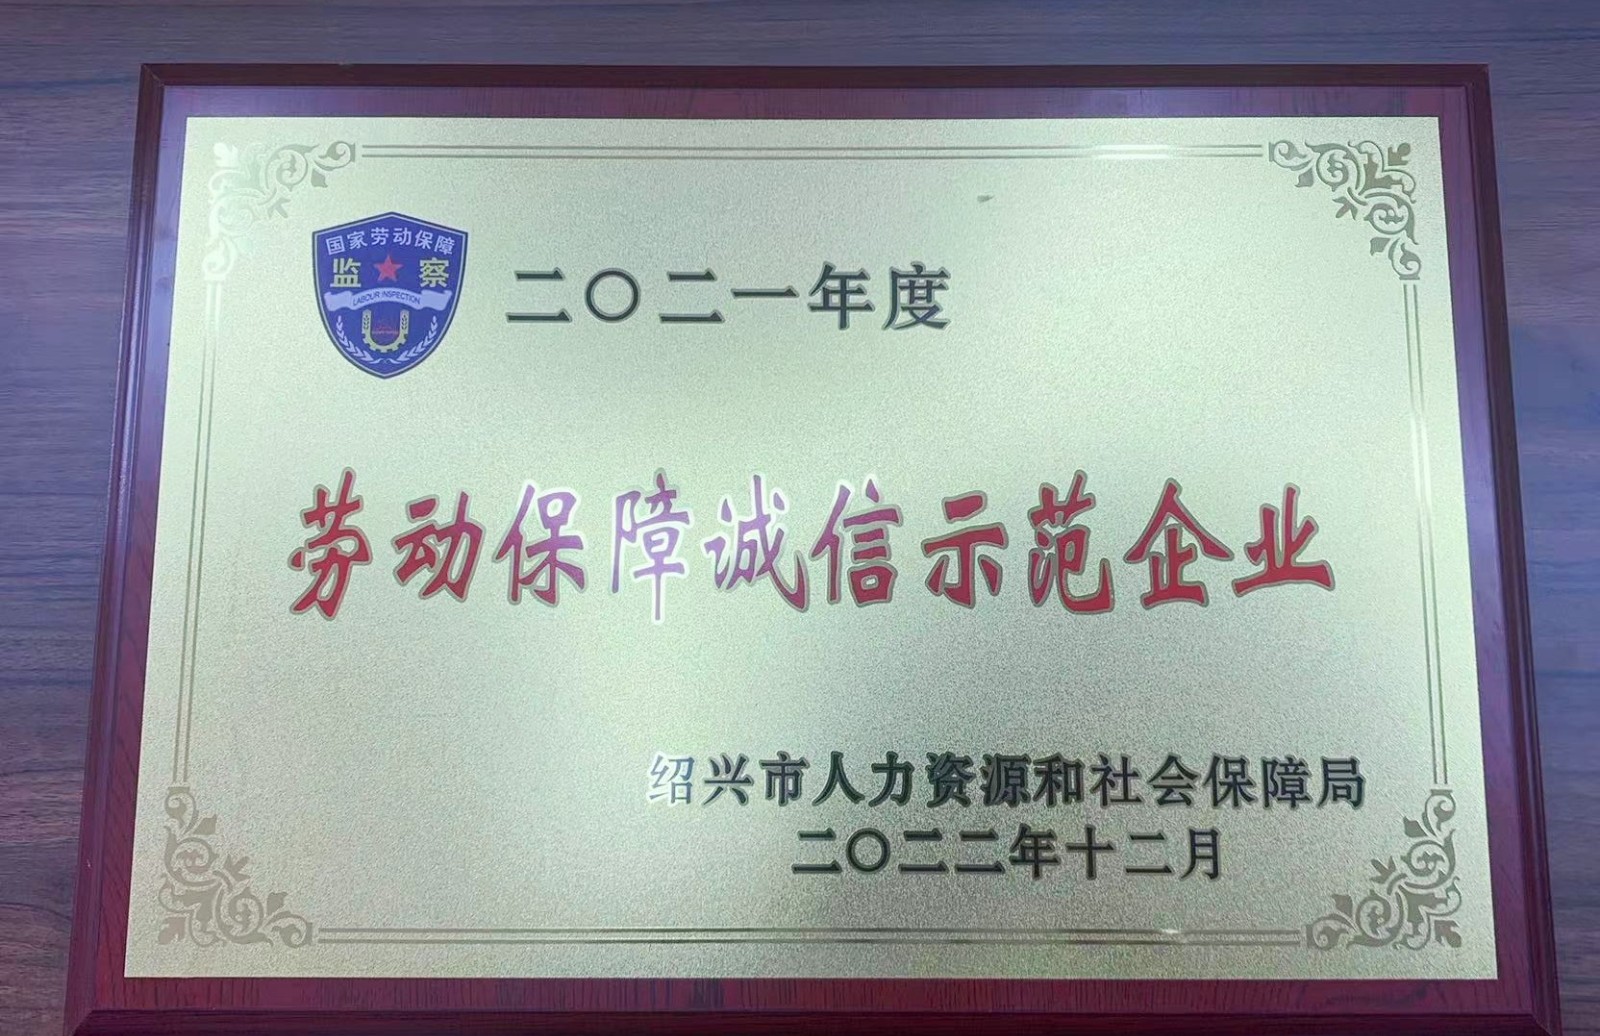 国家劳动保障
监察
LABOUR INSPECTION
二〇二一年度
劳动保障诚信示范企业
绍兴市人力资源和社会保障局
二〇二二年十二月